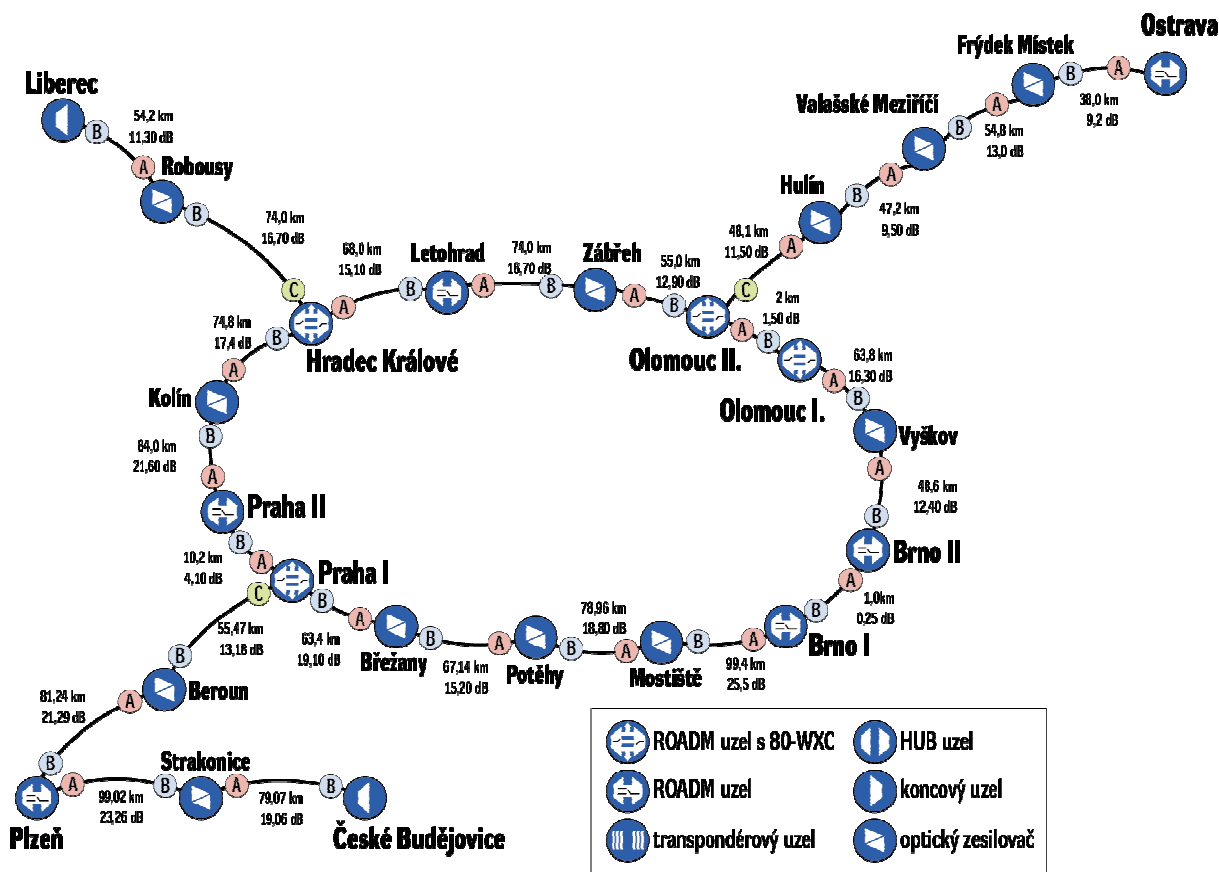 Ostrava
Frýdek Místek
B
A
38,0 km
9,2 dB
Liberec
B
54,2 km
11,30 dB
A
Robousy
B
Valašské Meziříčí
B
A
54,8 km
13,0 dB
Hulín
B
A
47,2 km
9,50 dB
74,0 km
16,70 dB
C
68,0 km
15,10 dB
A
B
Letohrad
A
74,0 km
16,70 dB
B
Zábřeh
A
55,0 km
12,90 dB
B
48,1 km
11,50 dB
A
C
2 km
1,50 dB
A
B
Olomouc II.
74,8 km
17,4 dB
B
A
Hradec Králové
63,8 km
16,30 dB
A
B
Olomouc I.
Kolín
B
84,0 km
21,60 dB
A
Vyškov
A
48,6 km
12,40 dB
B
Praha II
B
A
10,2 km
4,10 dB
Praha I
C
B
Brno II
A
1,0km
0,25 dB
B
Brno I
55,47 km
13,18 dB
B
63,4 km
19,10 dB
A
Břežany
B
67,14 km
15,20 dB
A
Potěhy
B
78,96 km
18,80 dB
A
Mostiště
B
99,4 km
25,5 dB
A
Beroun
A
81,24 km
21,29 dB
B
Plzeň
A
99,02 km
23,26 dB
B
Strakonice
A
79,07 km
19,06 dB
B
České Budějovice
ROADM uzel s 80-WXC
HUB uzel
ROADM uzel
koncový uzel
transpondérový uzel
optický zesilovač